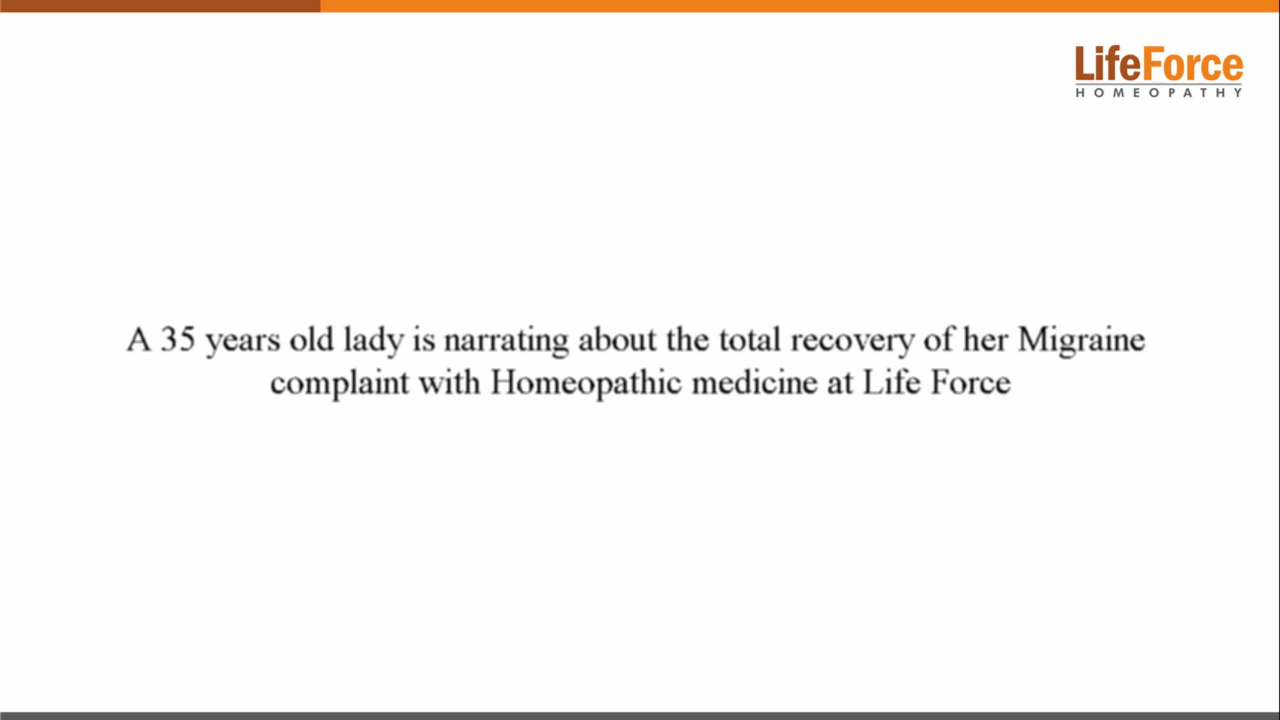 LifeForce
HOMEOPATHY
A 35 years old lady is narrating about the total recovery of her Migraine
complaint with Homeopathic medicine at Life Force